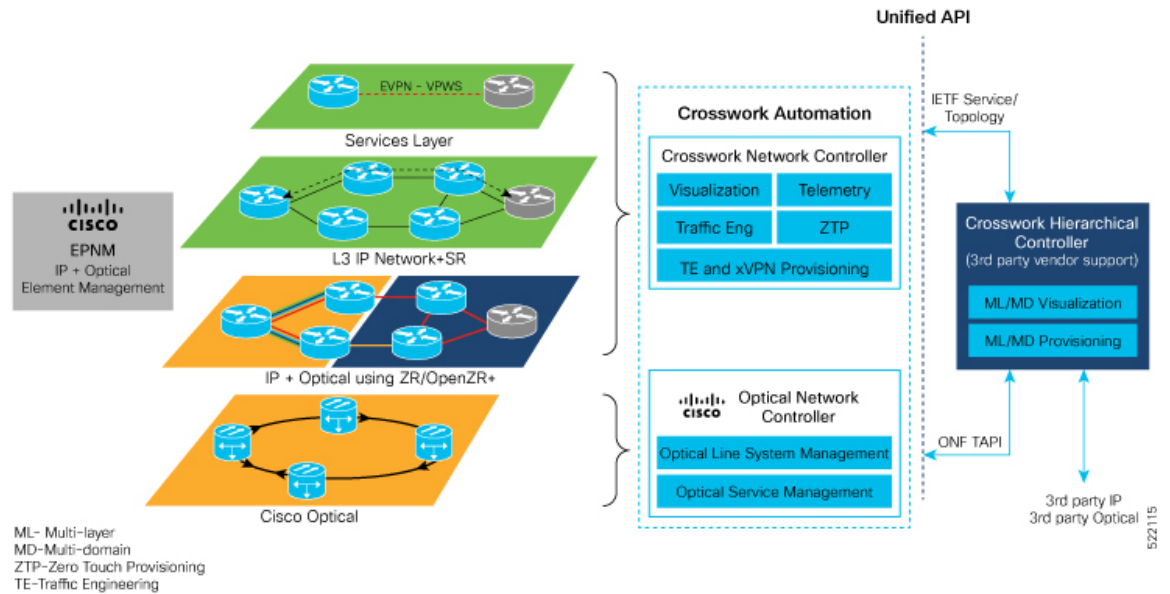 Unified API
EVPN - VPWS
Services Layer
CISCO
EPNM
IP + Optical
Element Management
L3 IP Network+SR
IP + Optical using ZR/OpenZR+
Cisco Optical
Crosswork Automation
Crosswork Network Controller
Visualization
Telemetry
Traffic Eng
ZTP
TE and xVPN Provisioning
CISCO
Optical Network
Controller
Optical Line System Management
Optical Service Management
IETF Service/
Topology
Crosswork Hierarchical
Controller
(3rd party vendor support)
ML/MD Visualization
ML/MD Provisioning
ONF TAPI
3rd party IP
3rd party Optical
522115
ML- Multi-layer
MD-Multi-domain
ZTP-Zero Touch Provisioning
TE-Traffic Engineering